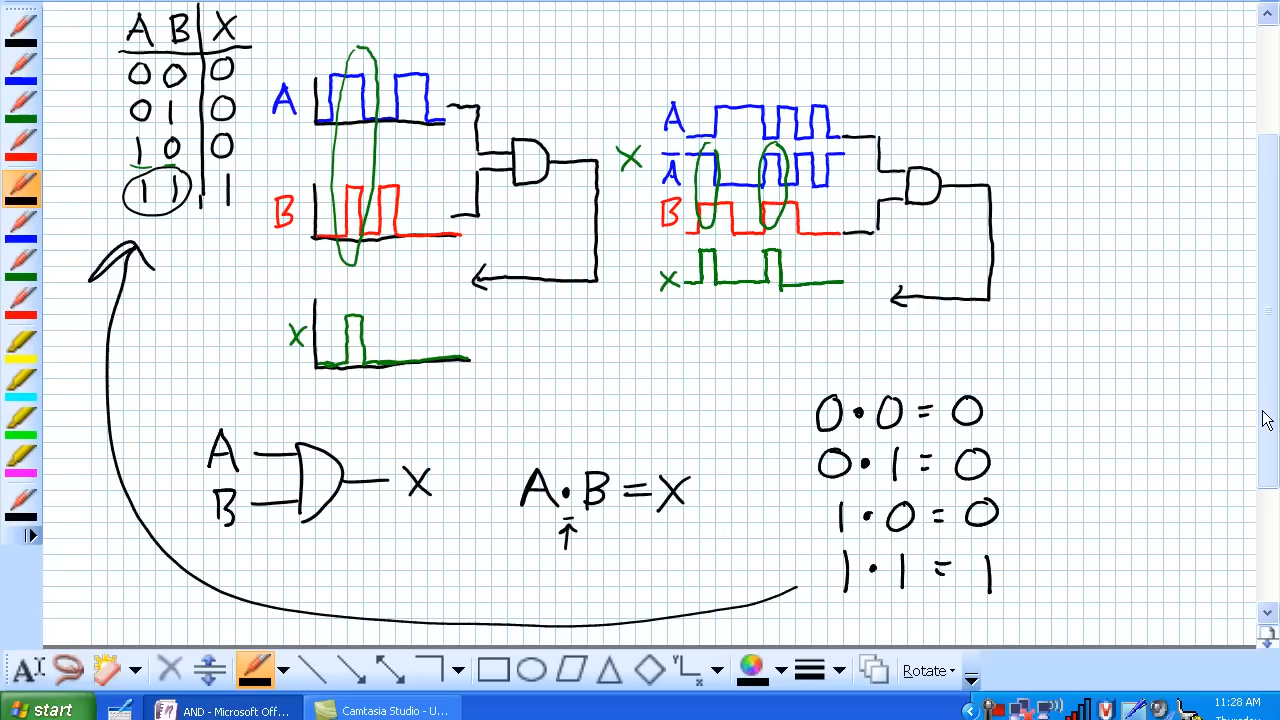 A B X
0 0 0
0 1 0
1 0 0
1 1 1
A
B
X
X
A
A̅
B
X
A
B
X
A · B = X
0 · 0 = 0
0 · 1 = 0
1 · 0 = 0
1 · 1 = 1
A
Rotate
start
AND - Microsoft Off...
Camtasia Studio - U...
11:28 AM